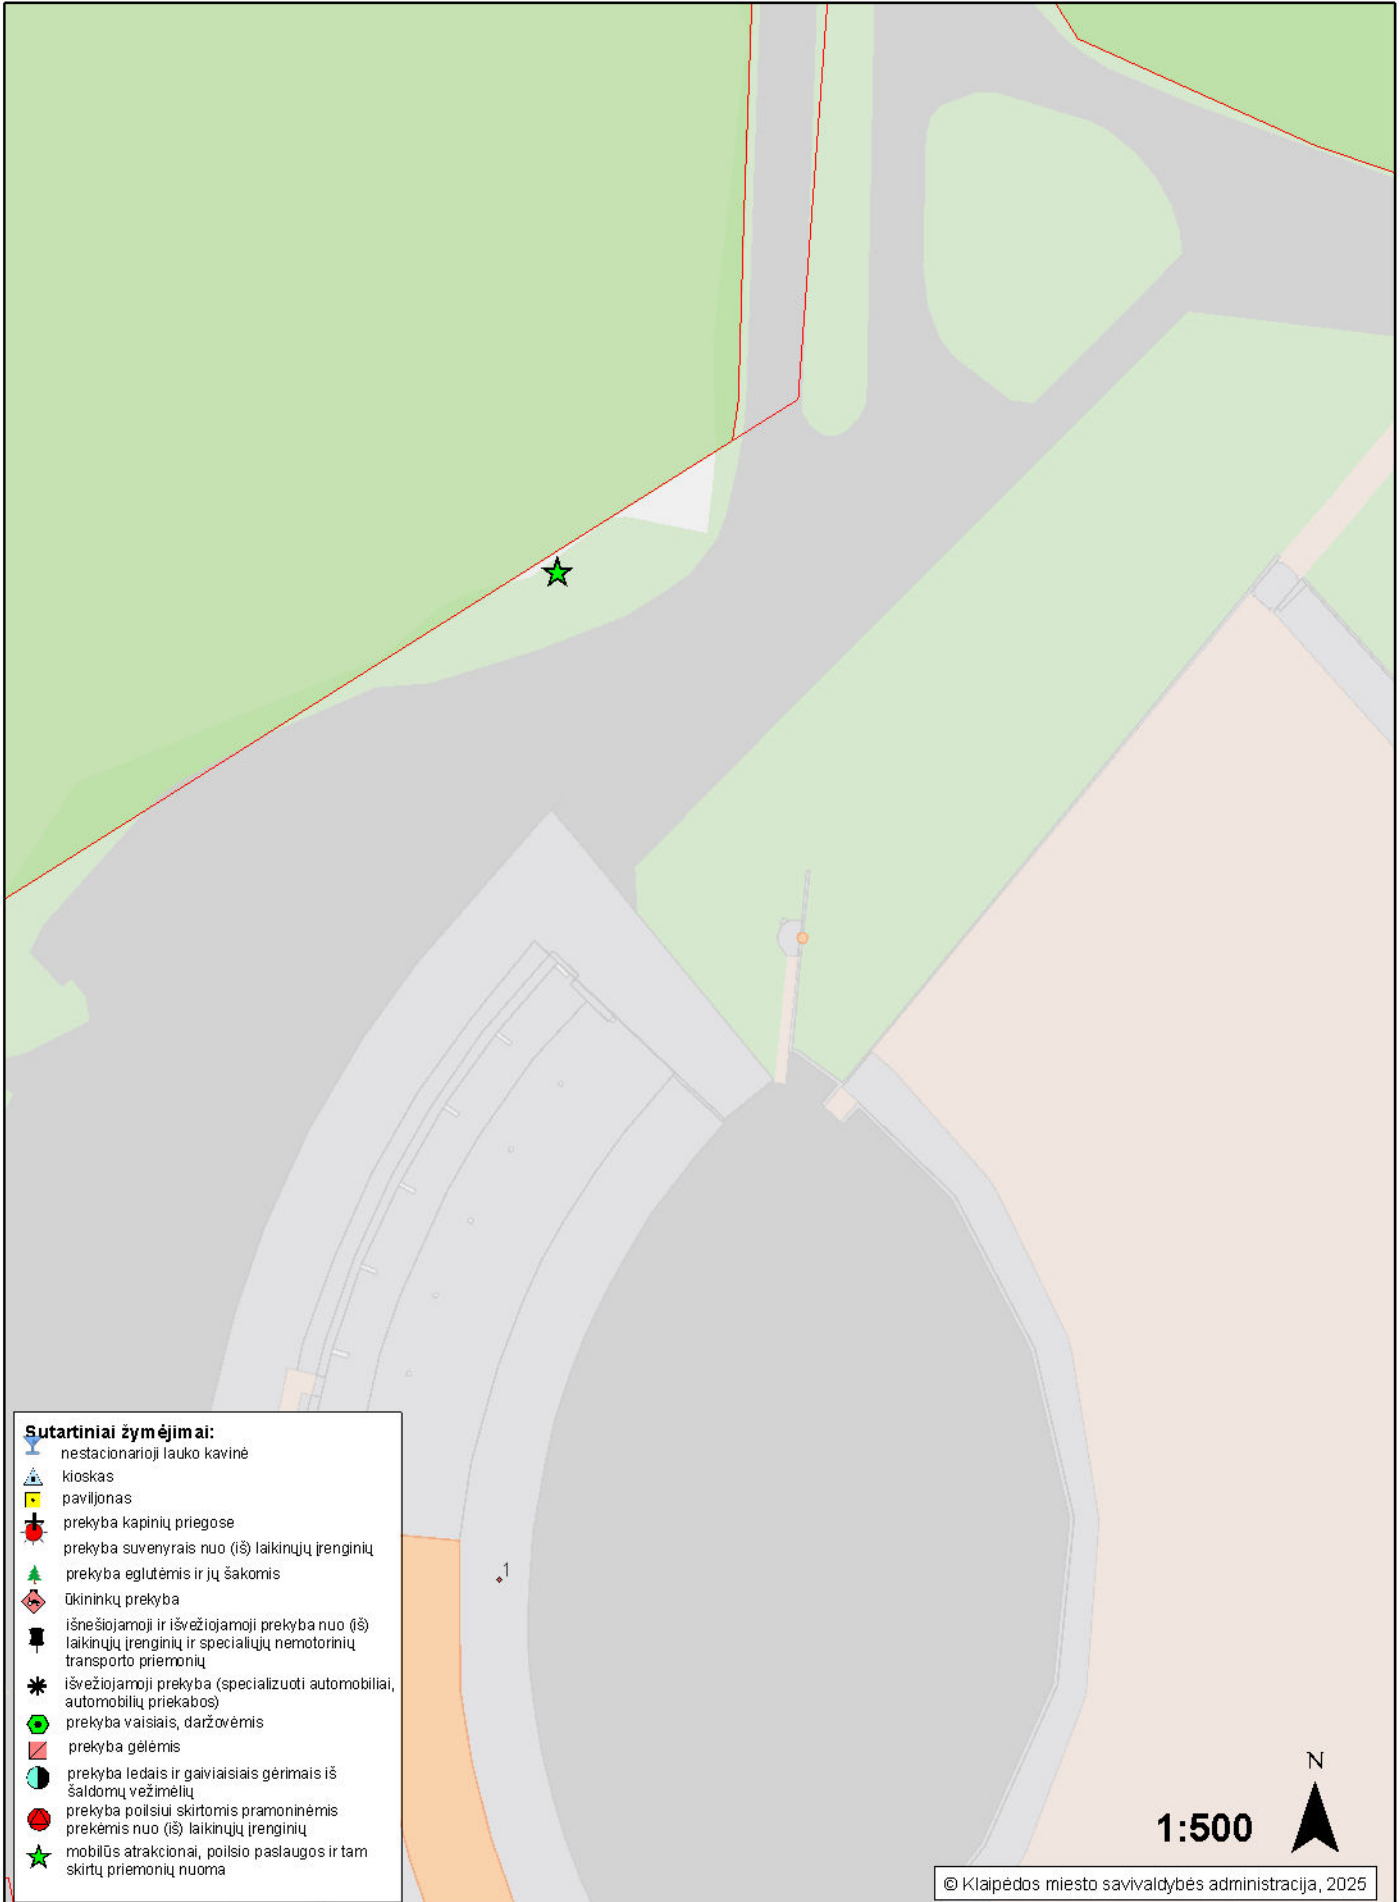 1
Sutartiniai žymėjimai:
nestacionarioji lauko kavinė
kioskas
paviljonas
prekyba kapinių priegose
prekyba suvenyrais nuo (iš) laikinųjų įrenginių
prekyba eglutėmis ir jų šakomis
ūkininkų prekyba
išnešiojamoji ir išvežiojamoji prekyba nuo (iš)
laikinųjų įrenginių ir specialiųjų nemotorinių
transporto priemonių
išvežiojamoji prekyba (specializuoti automobiliai,
automobilių priekabos)
prekyba vaisiais, daržovėmis
prekyba gėlėmis
prekyba ledais ir gaiviaisiais gėrimais iš
šaldomų vežimėlių
prekyba poilsiui skirtomis pramoninėmis
prekėmis nuo (iš) laikinųjų įrenginių
mobilūs atrakcionai, poilsio paslaugos ir tam
skirtų priemonių nuoma
N
1:500
© Klaipėdos miesto savivaldybės administracija, 2025